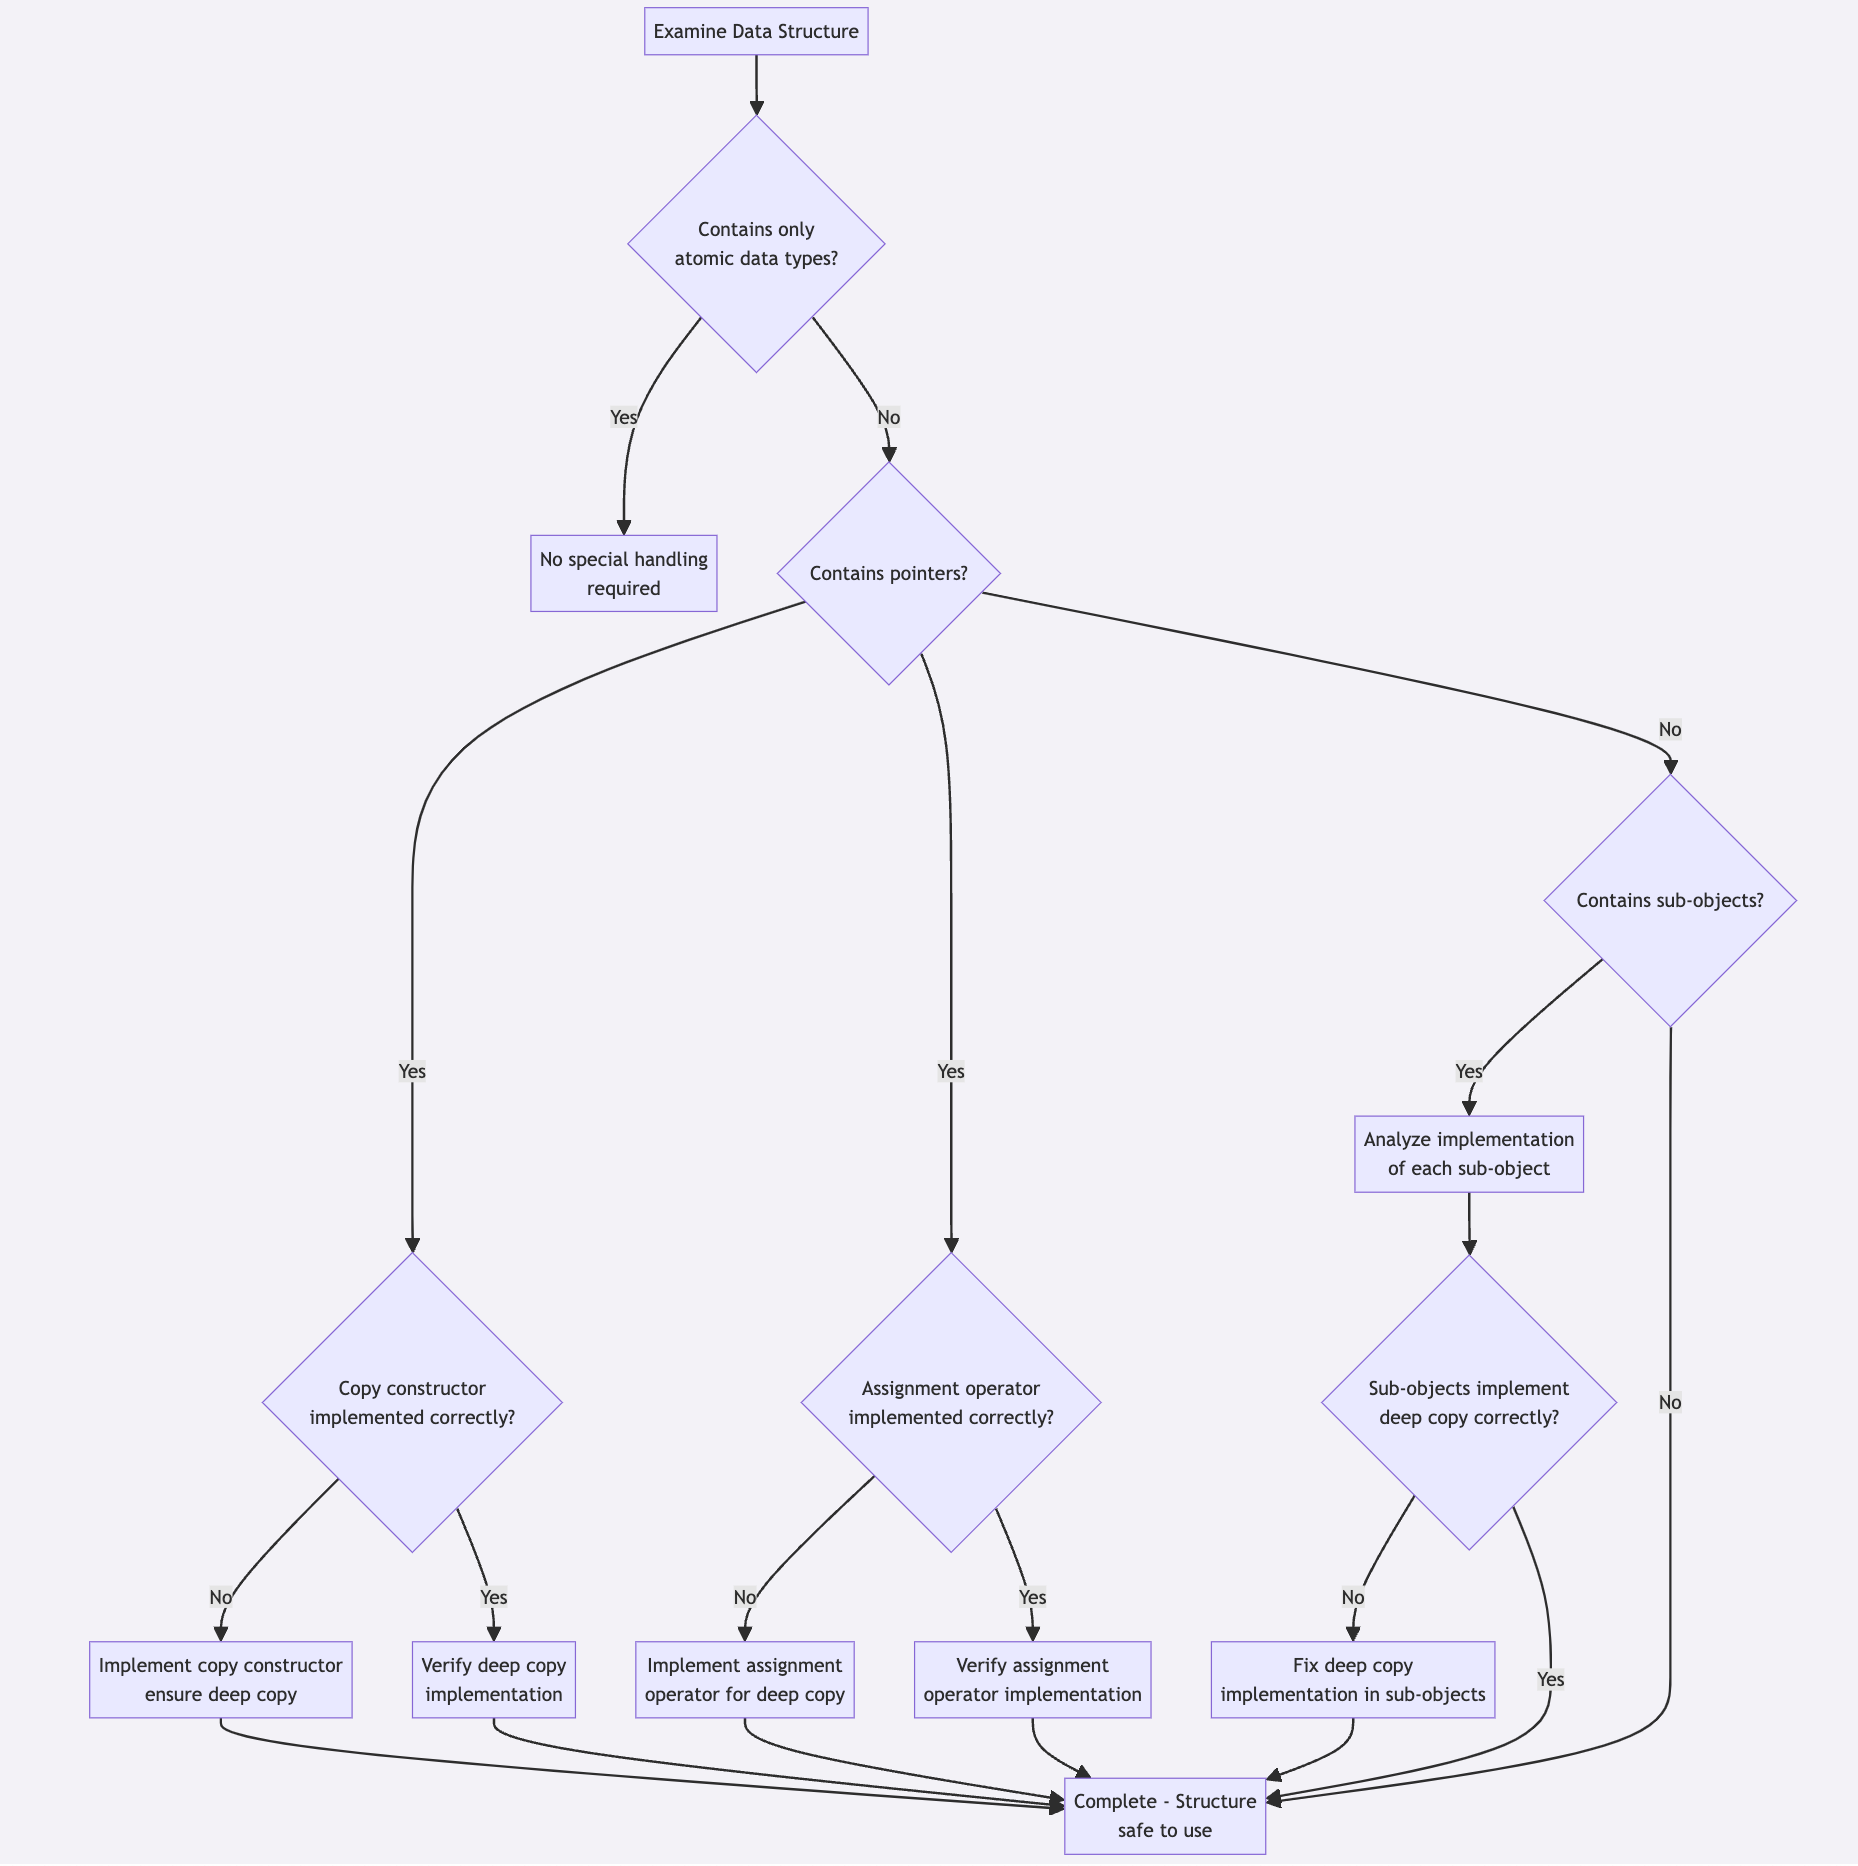 Examine Data Structure
Contains only
atomic data types?
Yes
No
No special handling
required
Contains pointers?
No
Contains sub-objects?
Yes
Yes
Yes
Analyze implementation
of each sub-object
Copy constructor
implemented correctly?
Assignment operator
implemented correctly?
Sub-objects implement
deep copy correctly?
No
No
Yes
No
Yes
No
Yes
Implement copy constructor
ensure deep copy
Verify deep copy
implementation
Implement assignment
operator for deep copy
Verify assignment
operator implementation
Fix deep copy
implementation in sub-objects
Complete - Structure
safe to use